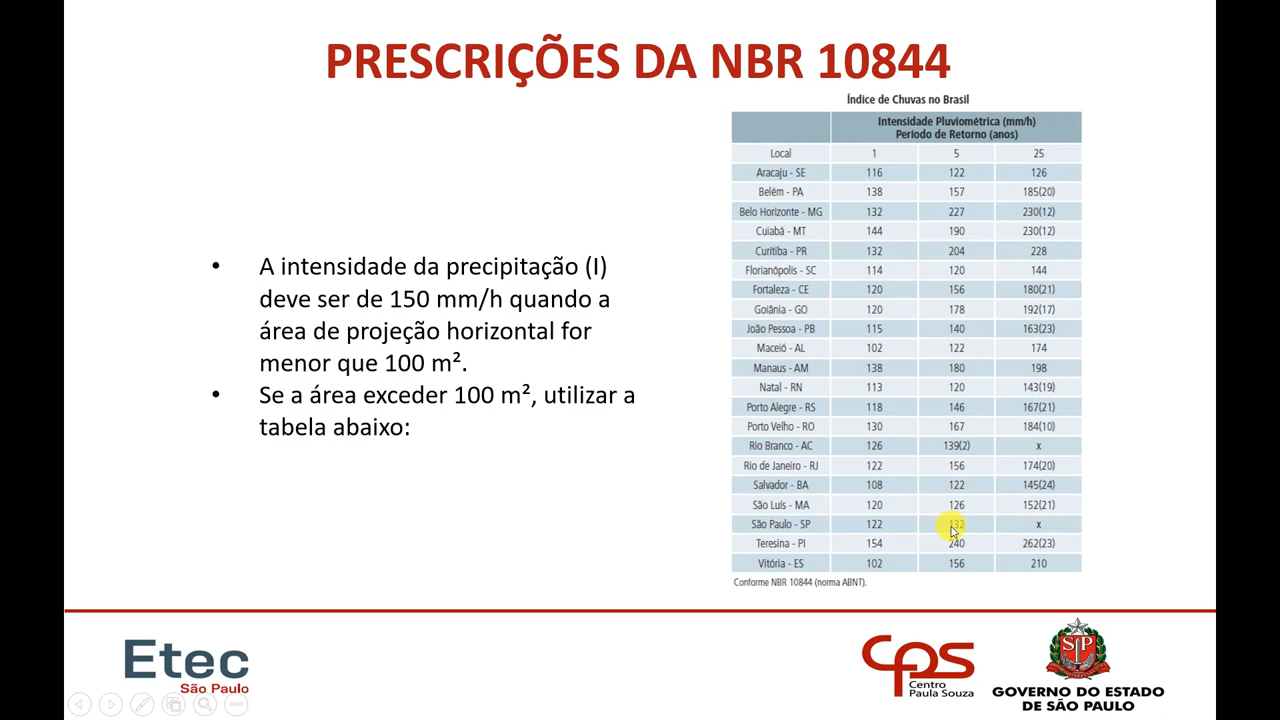 PRESCRIÇÕES DA NBR 10844
• A intensidade da precipitação (I)
deve ser de 150 mm/h quando a
área de projeção horizontal for
menor que 100 m².
• Se a área exceder 100 m², utilizar a
tabela abaixo:
Índice de Chuvas no Brasil
Intensidade Pluviométrica (mm/h)
Período de Retorno (anos)
Local 1 5 25
Aracaju - SE 116 122 126
Belém - PA 138 157 185(20)
Belo Horizonte - MG 132 227 230(12)
Cuiabá - MT 144 190 230(12)
Curitiba - PR 132 204 228
Florianópolis - SC 114 120 144
Fortaleza - CE 120 156 180(21)
Goiânia - GO 120 178 192(17)
João Pessoa - PB 115 140 163(23)
Maceió - AL 102 122 174
Manaus - AM 138 180 198
Natal - RN 113 120 143(19)
Porto Alegre - RS 118 146 167(21)
Porto Velho - RO 130 167 184(10)
Rio Branco - AC 126 139(2) x
Rio de Janeiro - RJ 122 156 174(20)
Salvador - BA 108 122 145(24)
São Luís - MA 120 126 152(21)
São Paulo - SP 122 132 x
Teresina - PI 154 240 262(23)
Vitória - ES 102 156 210
Conforme NBR 10844 (norma ABNT).
Etec
São Paulo
CPS
Centro
Paula Souza
SP
GOVERNO DO ESTADO
DE SÃO PAULO